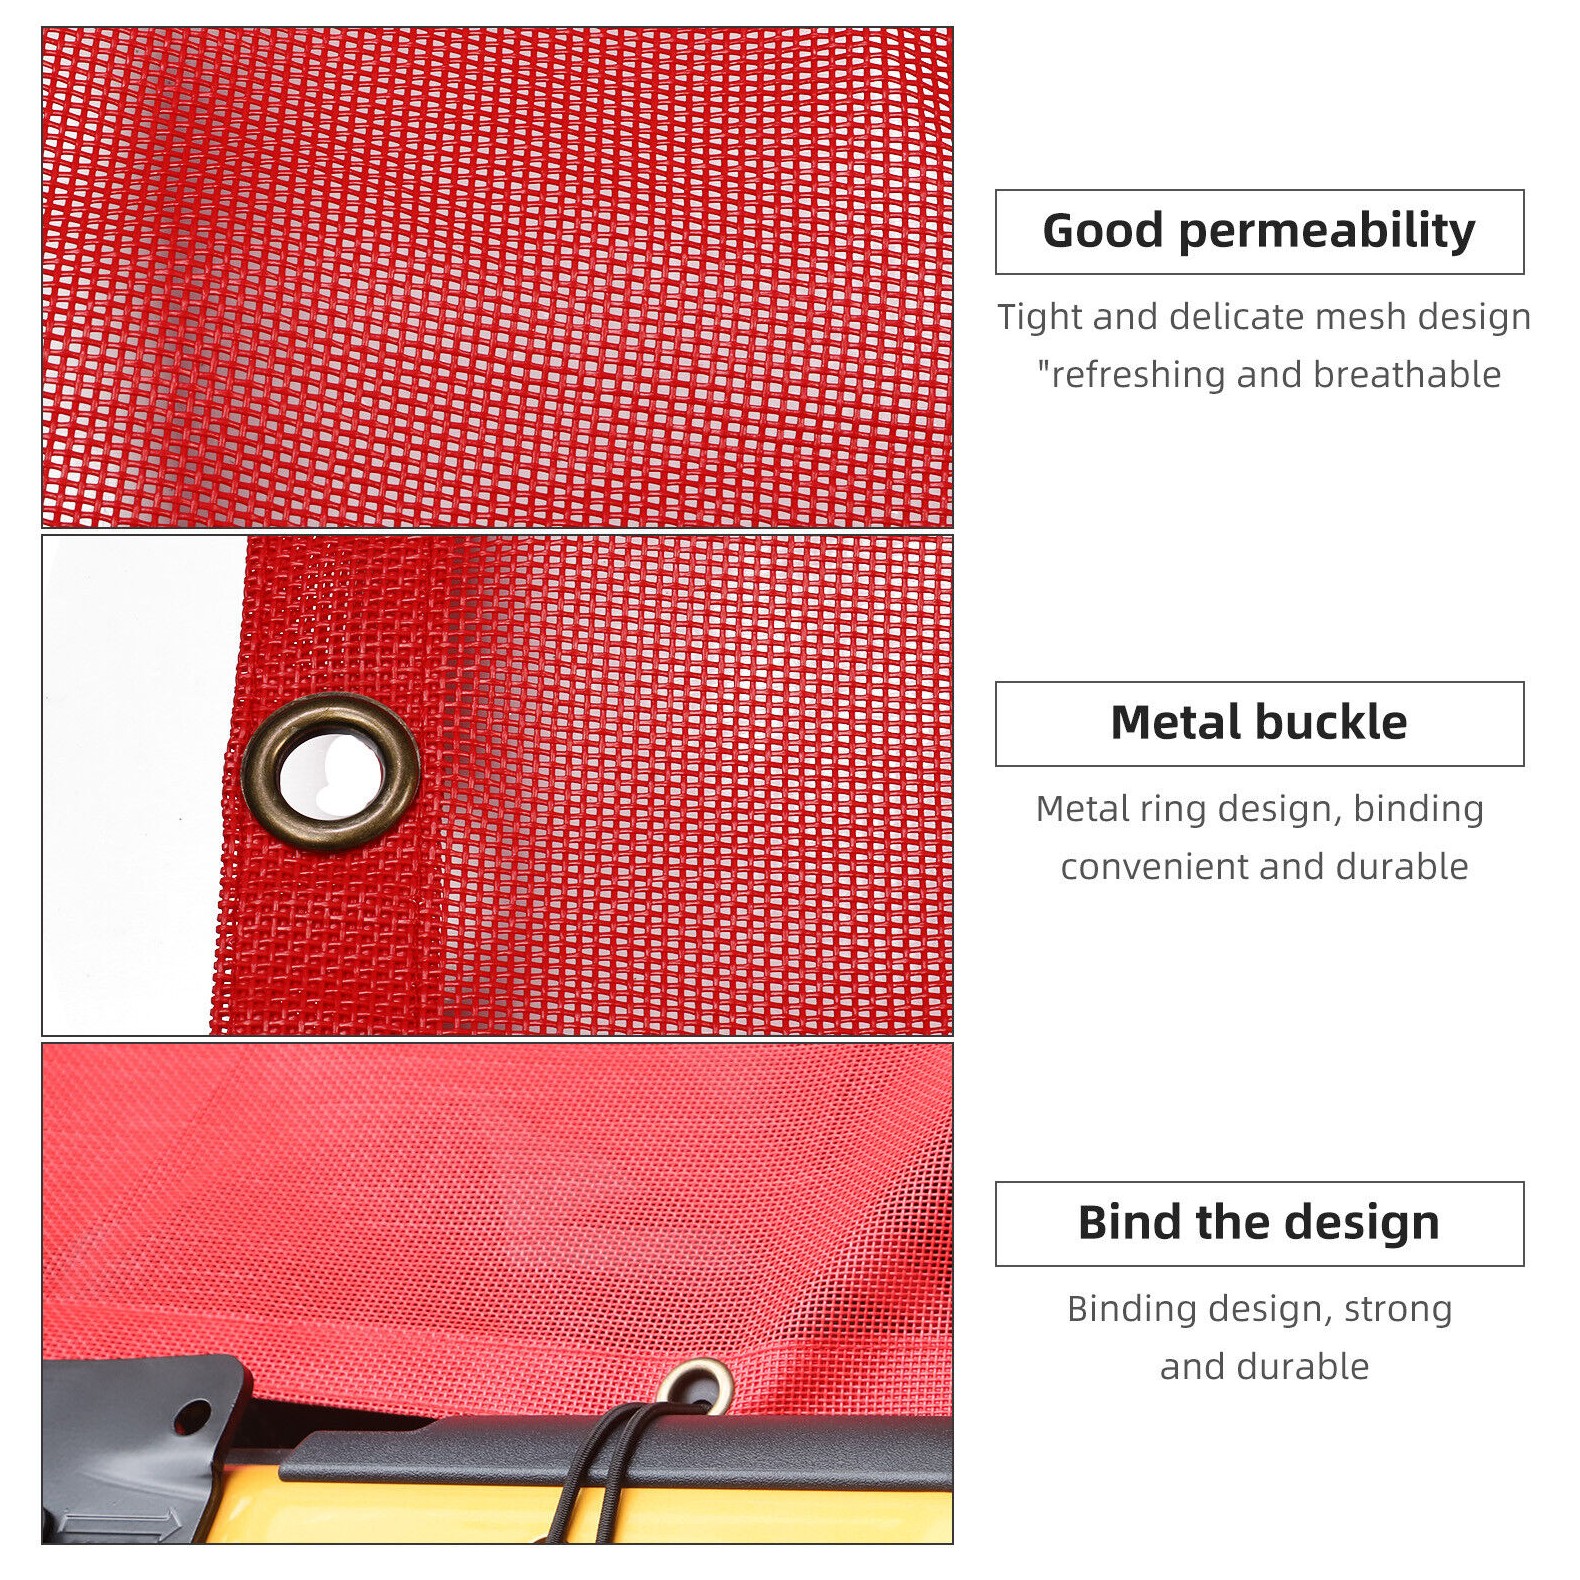 Good permeability
Tight and delicate mesh design
"refreshing and breathable
Metal buckle
Metal ring design, binding
convenient and durable
Bind the design
Binding design, strong
and durable